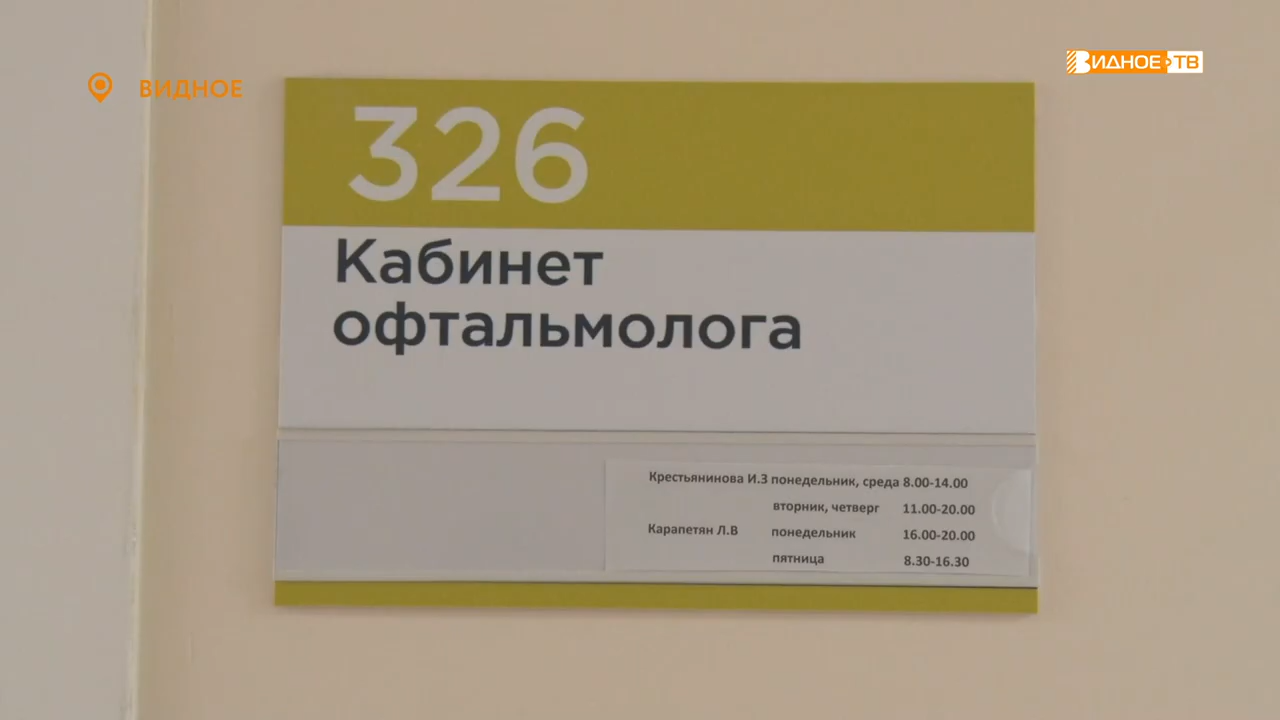 ВИДНОЕ
ВИДНОЕ ТВ
326
Кабинет
офтальмолога
Крестьянинова И.З понедельник, среда 8.00-14.00
вторник, четверг 11.00-20.00
Карапетян Л.В понедельник 16.00-20.00
пятница 8.30-16.30